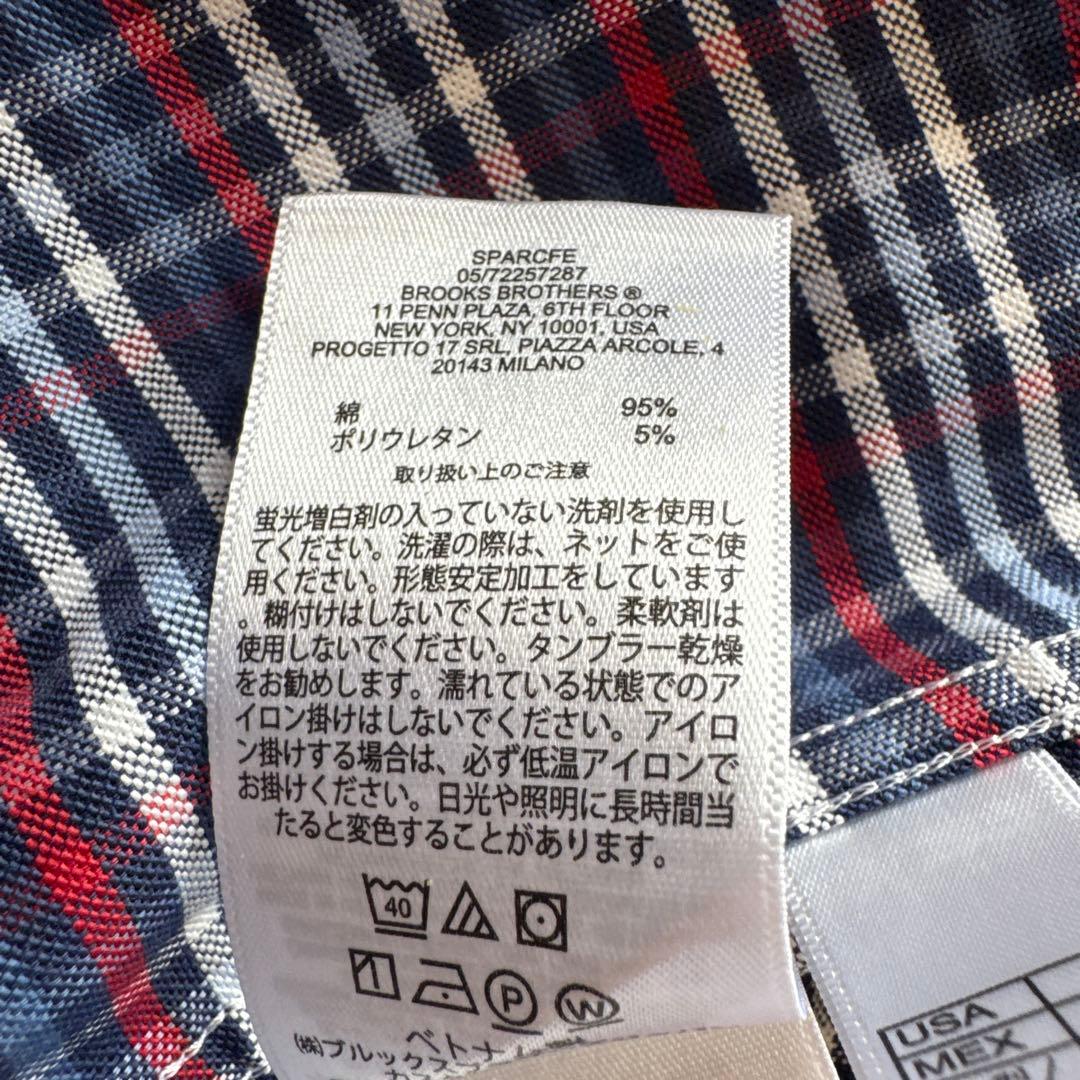 SPARCFE
05/72257287
BROOKS BROTHERS ®
11 PENN PLAZA, 6TH FLOOR
NEW YORK, NY 10001, USA
PROGETTO 17 SRL, PIAZZA ARCOLE, 4
20143 MILANO
綿 95%
ポリウレタン 5%
取り扱い上のご注意
蛍光増白剤の入っていない洗剤を使用し
てください。洗濯の際は、ネットをご使
用ください。形態安定加工をしています
。糊付けはしないでください。柔軟剤は
使用しないでください。タンブラー乾燥
をお勧めします。濡れている状態でのア
イロン掛けはしないでください。アイロ
ン掛けする場合は、必ず低温アイロンで
お掛けください。日光や照明に長時間当
たると変色することがあります。
40
P
W
ベトナ
㈱ブルックス
USA
MEX